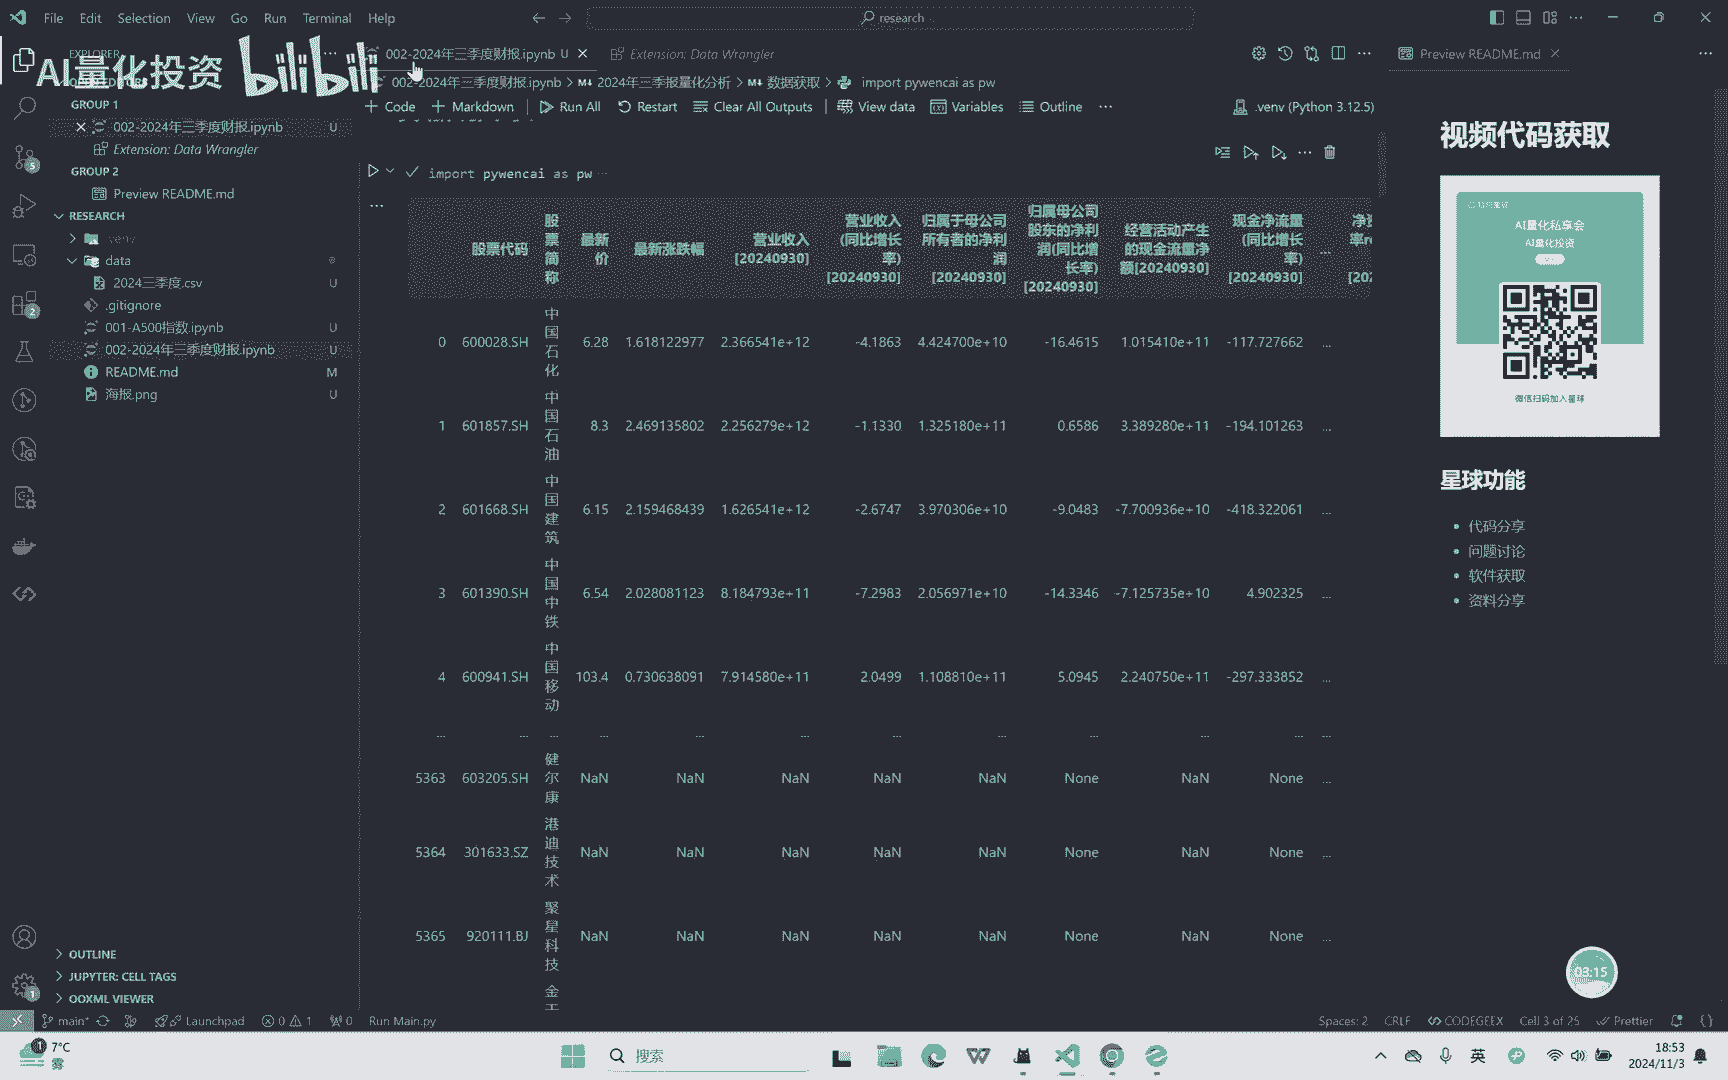 File Edit Selection View Go Run Terminal Help
research
EXPLORER
AI量化投资 bilibili
002-2024年三季度财报.ipynb U
Extension: Data Wrangler
Preview README.md
002-2024年三季度财报.ipynb > 2024年三季报量化分析 > 数据获取 > import pywencai as pw
Code Markdown Run All Restart Clear All Outputs View data Variables Outline
.venv (Python 3.12.5)
GROUP 1
002-2024年三季度财报.ipynb U
Extension: Data Wrangler
GROUP 2
Preview README.md
RESEARCH
.venv
data
2024三季度.csv U
.gitignore
001-A500指数.ipynb U
002-2024年三季度财报.ipynb U
README.md M
海报.png U
OUTLINE
JUPYTER: CELL TAGS
OOXML VIEWER
import pywencai as pw
股票代码 股票简称 最新价 最新涨跌幅 营业收入[20240930] 营业收入(同比增长率)[20240930] 归属于母公司所有者的净利润[20240930] 归属母公司股东的净利润(同比增长率)[20240930] 经营活动产生的现金流量净额[20240930] 现金净流量(同比增长率)[20240930] ...
0 600028.SH 中国石化 6.28 1.618122977 2.366541e+12 -4.1863 4.424700e+10 -16.4615 1.015410e+11 -117.727662 ...
1 601857.SH 中国石油 8.3 2.469135802 2.256279e+12 -1.1330 1.325180e+11 0.6586 3.389280e+11 -194.101263 ...
2 601668.SH 中国建筑 6.15 2.159468439 1.626541e+12 -2.6747 3.970306e+10 -9.0483 -7.700936e+10 -418.322061 ...
3 601390.SH 中国中铁 6.54 2.028081123 8.184793e+11 -7.2983 2.056971e+10 -14.3346 -7.125735e+10 4.902325 ...
4 600941.SH 中国移动 103.4 0.730638091 7.914580e+11 2.0499 1.108810e+11 5.0945 2.240750e+11 -297.333852 ...
... ... ... ... ... ... ... ... ... ... ... ...
5363 603205.SH 健尔康 NaN NaN NaN NaN NaN None NaN None ...
5364 301633.SZ 港迪技术 NaN NaN NaN NaN NaN None NaN None ...
5365 920111.BJ 聚星科技 NaN NaN NaN NaN NaN None NaN None ...
视频代码获取
AI量化私享会
AI量化投资
微信扫码加入星球
星球功能
代码分享
问题讨论
软件获取
资料分享
03:15
main* Launchpad 0 1 0 Run Main.py
Spaces: 2 CRLF CODEGEEX Cell 3 of 25 Prettier
7°C
雾
搜索
英
18:53
2024/11/3